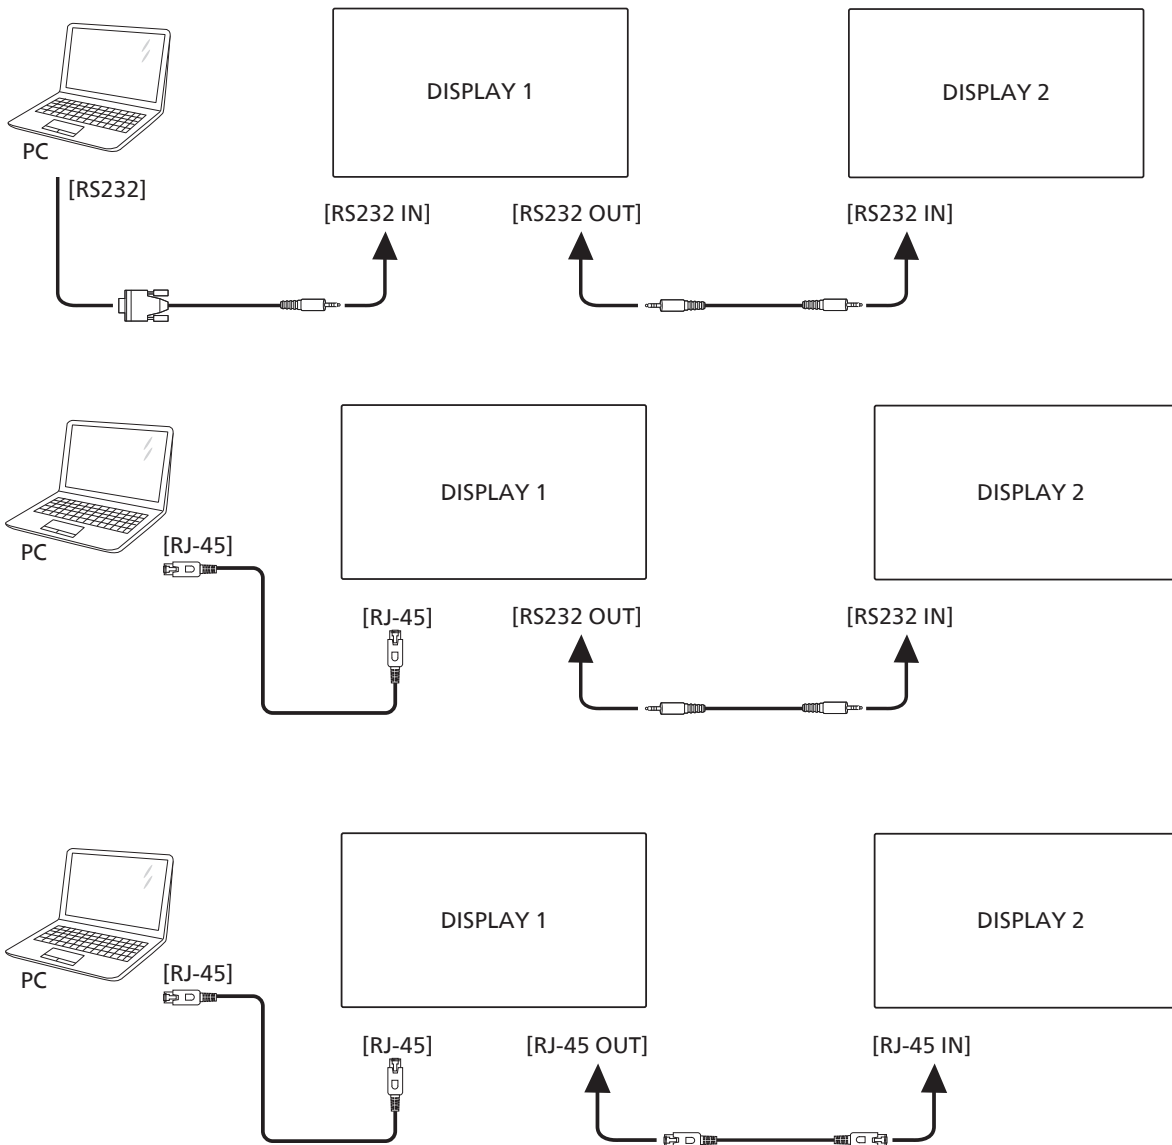 DISPLAY 1
DISPLAY 2
PC
[RS232]
[RS232 IN]
[RS232 OUT]
[RS232 IN]
DISPLAY 1
DISPLAY 2
PC
[RJ-45]
[RJ-45]
[RS232 OUT]
[RS232 IN]
DISPLAY 1
DISPLAY 2
PC
[RJ-45]
[RJ-45]
[RJ-45 OUT]
[RJ-45 IN]